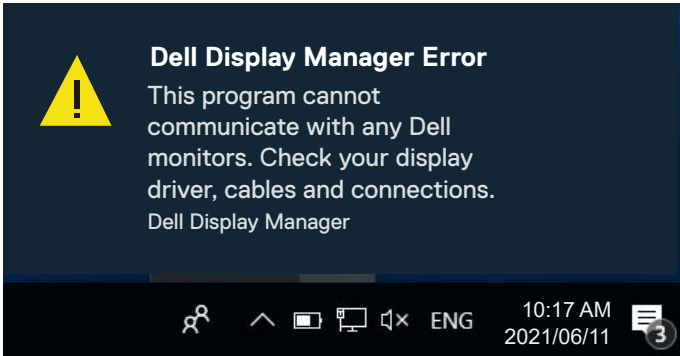 Dell Display Manager Error
This program cannot
communicate with any Dell
monitors. Check your display
driver, cables and connections.
Dell Display Manager
ENG
10:17 AM
2021/06/11
3